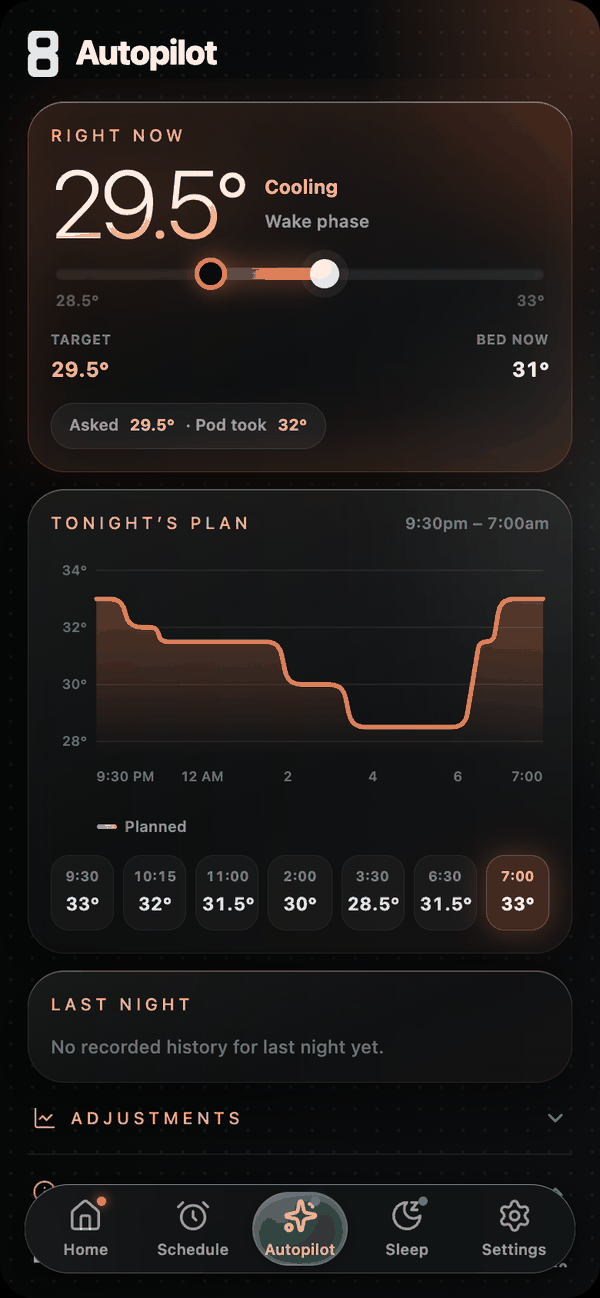 8 Autopilot
RIGHT NOW
29.5°
Cooling
Wake phase
28.5° 33°
TARGET BED NOW
29.5° 31°
Asked 29.5° · Pod took 32°
TONIGHT’S PLAN 9:30pm – 7:00am
34°
32°
30°
28°
9:30 PM 12 AM 2 4 6 7:00
Planned
9:30 10:15 11:00 2:00 3:30 6:30 7:00
33° 32° 31.5° 30° 28.5° 31.5° 33°
LAST NIGHT
No recorded history for last night yet.
ADJUSTMENTS
Home Schedule Autopilot Sleep Settings